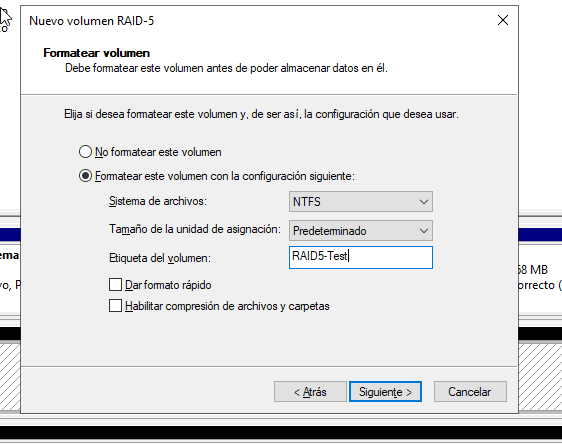 Nuevo volumen RAID-5
Formatear volumen
Debe formatear este volumen antes de poder almacenar datos en él.
Elija si desea formatear este volumen y, de ser así, la configuración que desea usar.
No formatear este volumen
Formatear este volumen con la configuración siguiente:
Sistema de archivos: NTFS
Tamaño de la unidad de asignación: Predeterminado
Etiqueta del volumen: RAID5-Test
Dar formato rápido
Habilitar compresión de archivos y carpetas
< Atrás Siguiente > Cancelar
ema
58 MB
vo, P
orrecto (